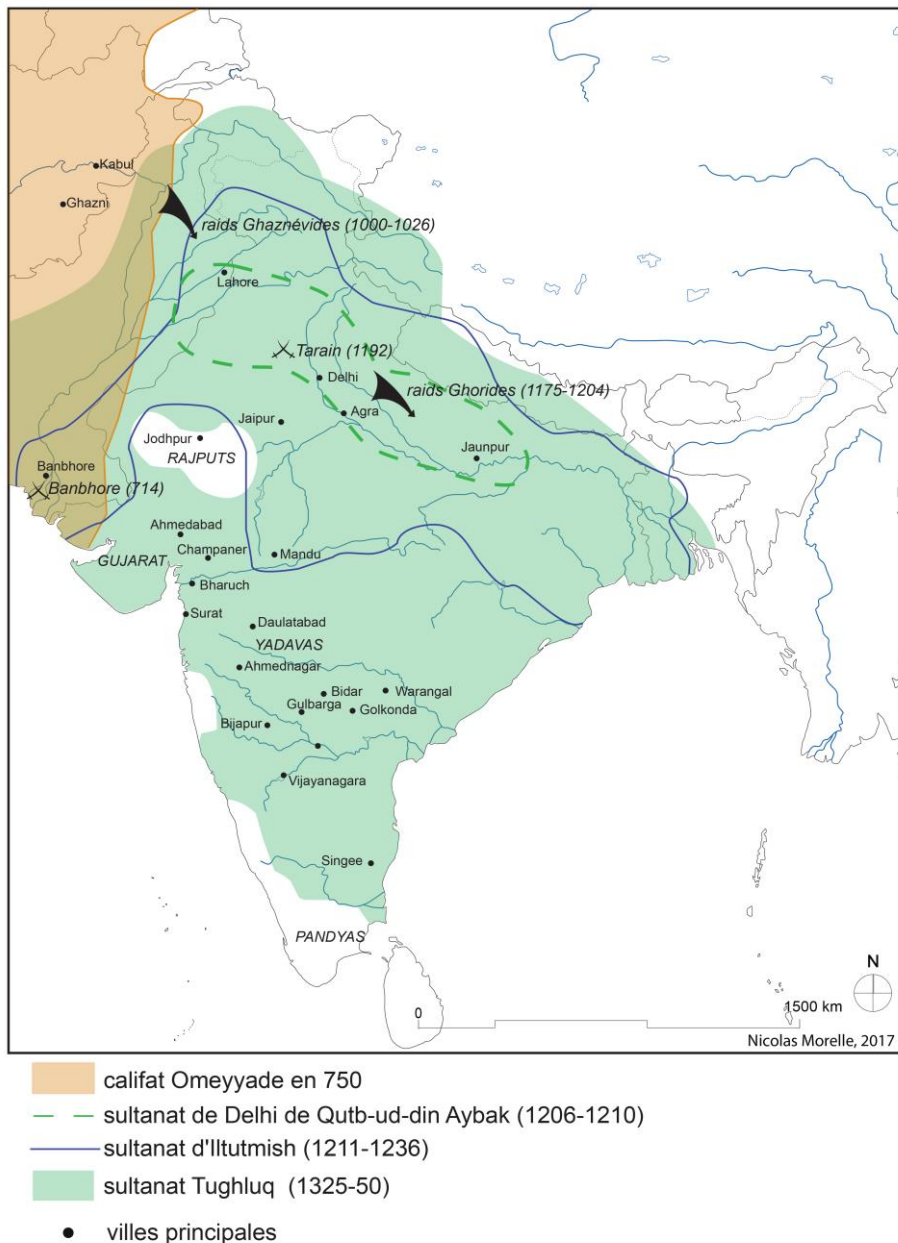 Kabul
Ghazni
raids Ghaznévides (1000-1026)
Lahore
Tarain (1192)
Delhi
raids Ghorides (1175-1204)
Jaipur
Agra
Jodhpur
RAJPUTS
Jaunpur
Banbhore
Banbhore (714)
Ahmedabad
Champaner
GUJARAT
Mandu
Bharuch
Surat
Daulatabad
YADAVAS
Ahmednagar
Bidar
Warangal
Gulbarga
Golkonda
Bijapur
Vijayanagara
Singee
PANDYAS
N
0
1500 km
Nicolas Morelle, 2017
califat Omeyyade en 750
sultanat de Delhi de Qutb-ud-din Aybak (1206-1210)
sultanat d'Iltutmish (1211-1236)
sultanat Tughluq (1325-50)
villes principales